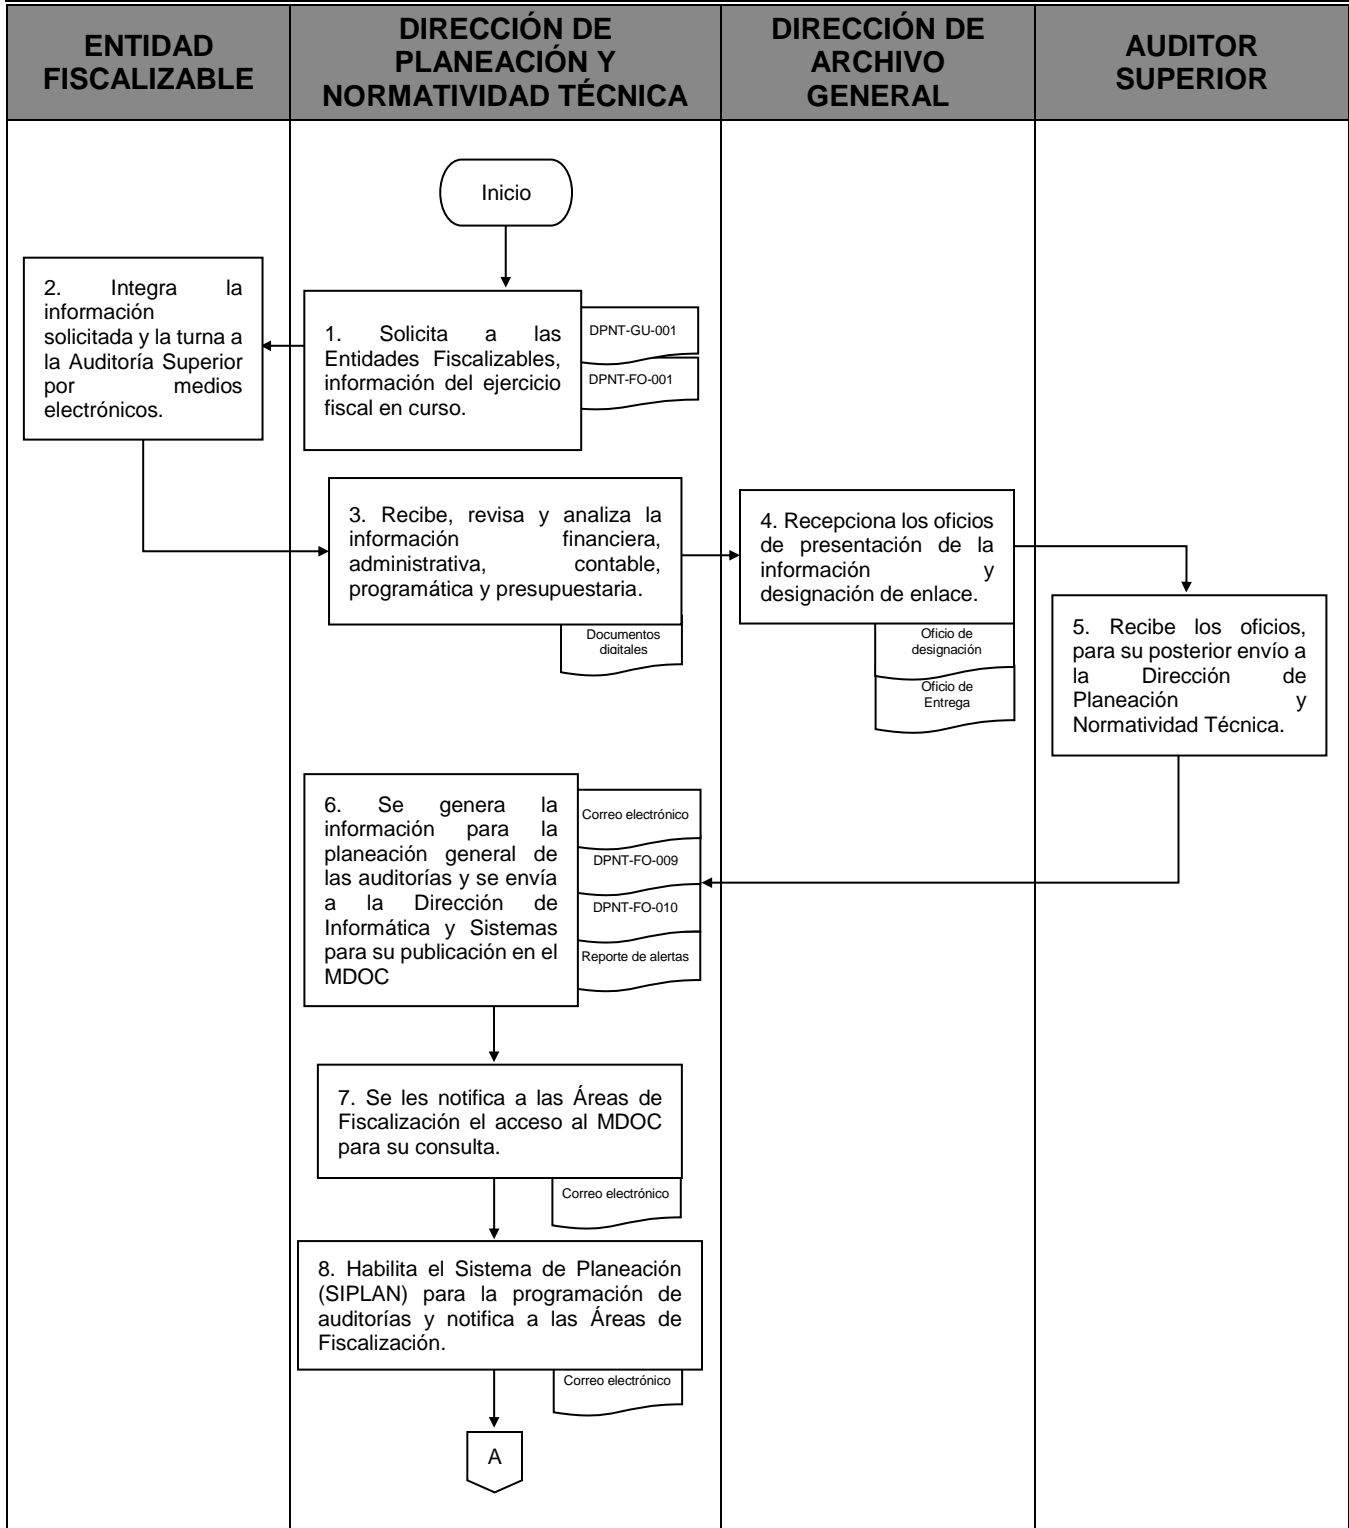 ENTIDAD
FISCALIZABLE
DIRECCIÓN DE
PLANEACIÓN Y
NORMATIVIDAD TÉCNICA
DIRECCIÓN DE
ARCHIVO
GENERAL
AUDITOR
SUPERIOR
Inicio
1. Solicita a las
Entidades Fiscalizables,
información del ejercicio
fiscal en curso.
DPNT-GU-001
DPNT-FO-001
2. Integra la
información
solicitada y la turna a
la Auditoría Superior
por medios
electrónicos.
3. Recibe, revisa y analiza la
información financiera,
administrativa, contable,
programática y presupuestaria.
Documentos
digitales
4. Recepciona los oficios
de presentación de la
información y
designación de enlace.
Oficio de
designación
Oficio de
Entrega
5. Recibe los oficios,
para su posterior envío a
la Dirección de
Planeación y
Normatividad Técnica.
6. Se genera la
información para la
planeación general de
las auditorías y se envía
a la Dirección de
Informática y Sistemas
para su publicación en el
MDOC
Correo electrónico
DPNT-FO-009
DPNT-FO-010
Reporte de alertas
7. Se les notifica a las Áreas de
Fiscalización el acceso al MDOC
para su consulta.
Correo electrónico
8. Habilita el Sistema de Planeación
(SIPLAN) para la programación de
auditorías y notifica a las Áreas de
Fiscalización.
Correo electrónico
A